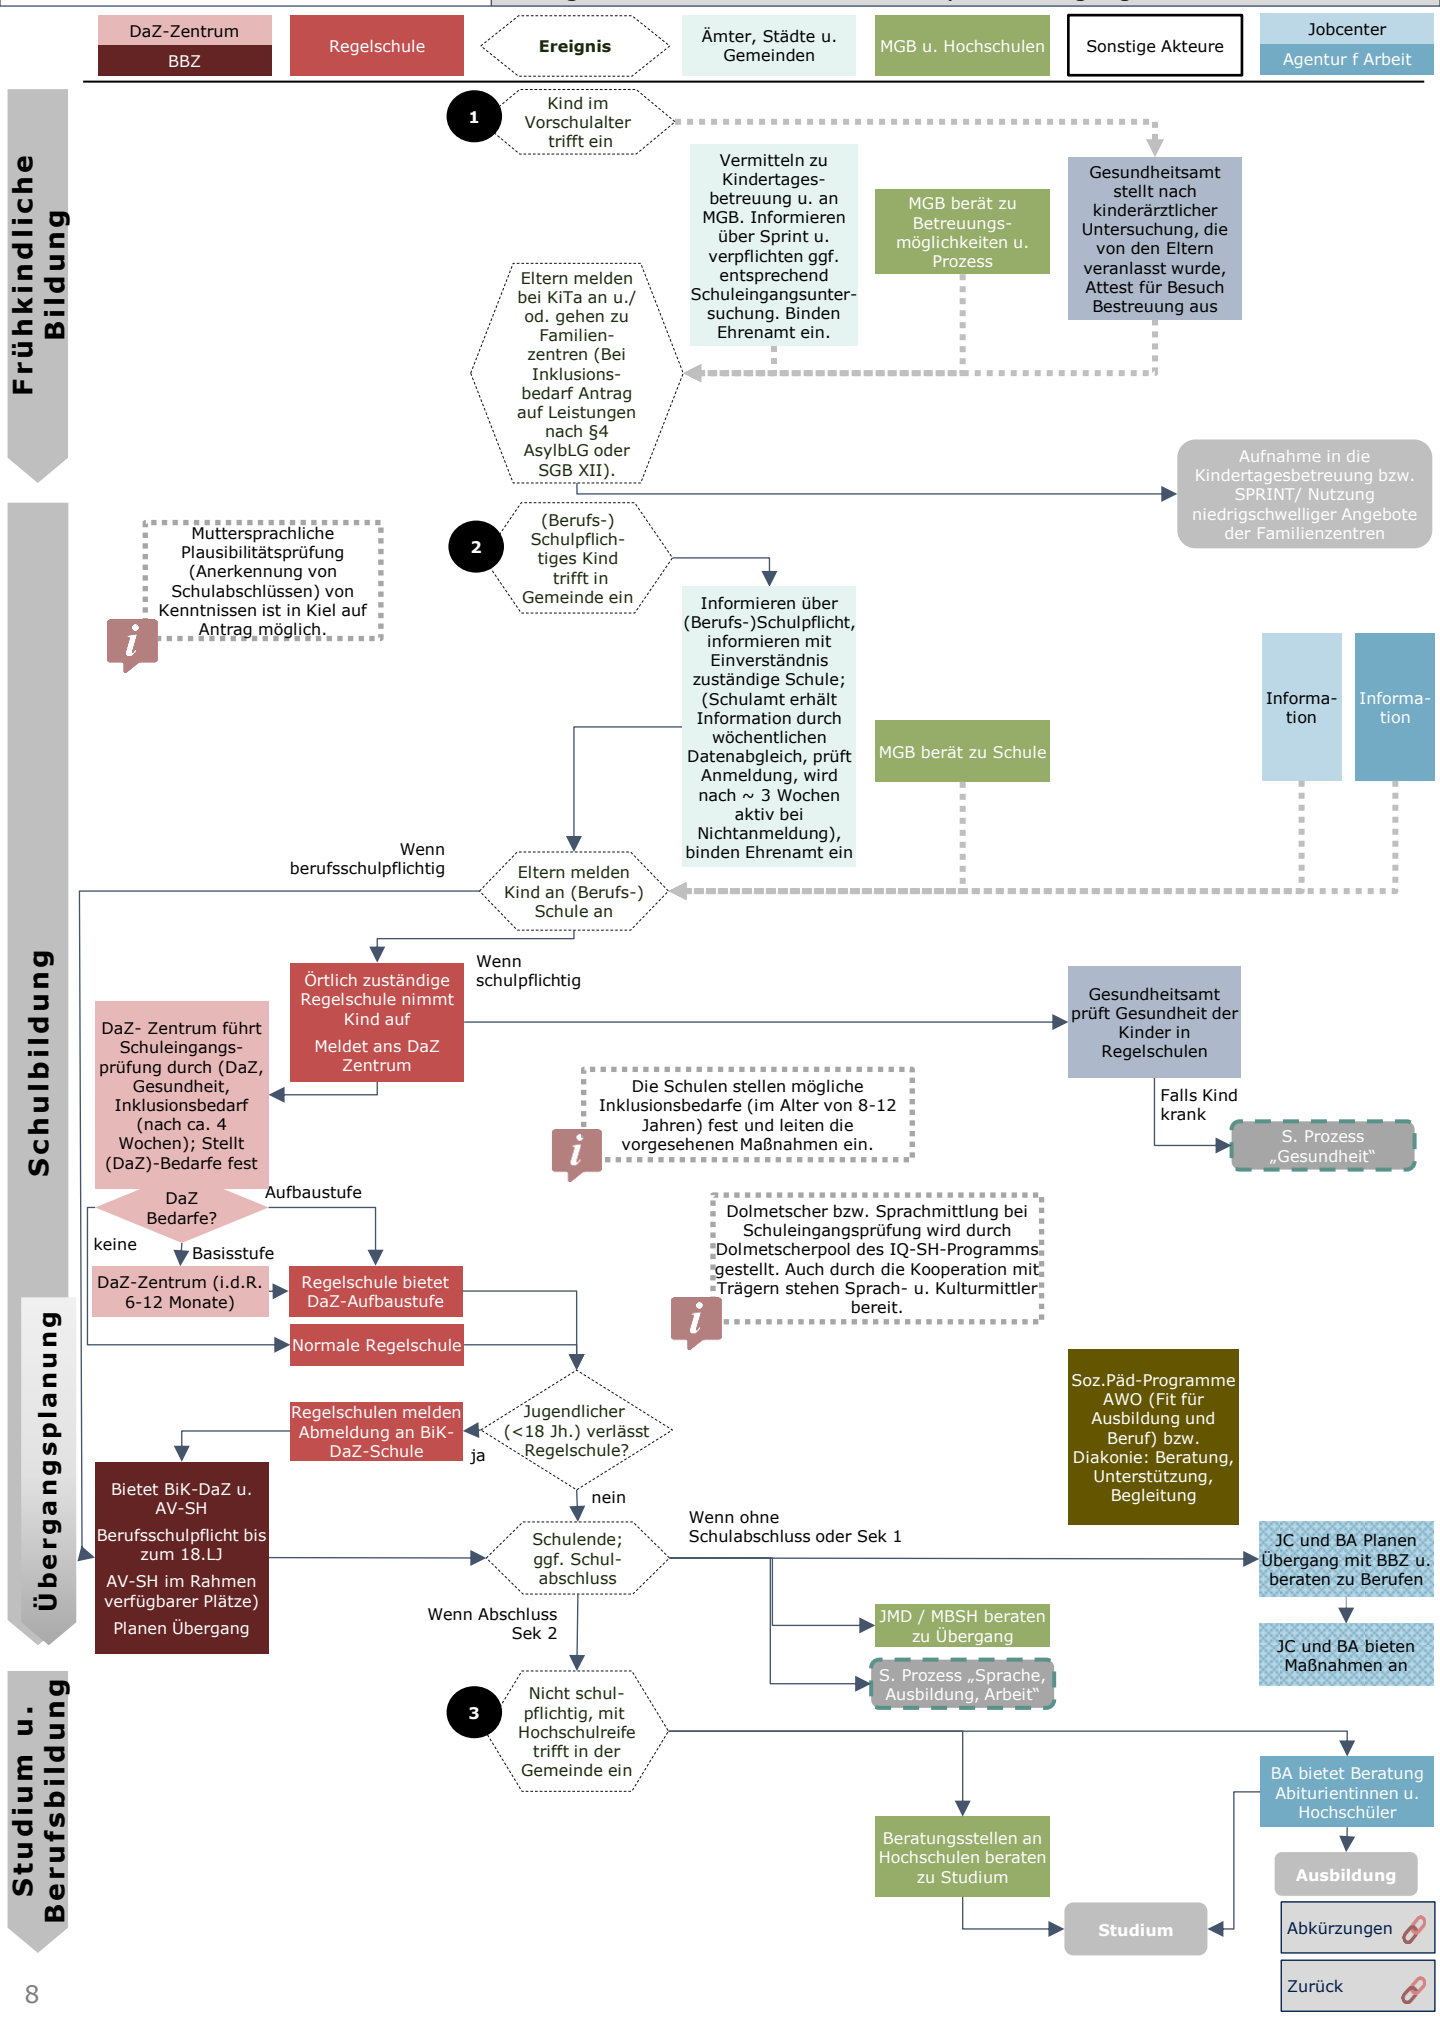 DaZ-Zentrum
BBZ
Regelschule
Ereignis
Ämter, Städte u.
Gemeinden
MGB u. Hochschulen
Sonstige Akteure
Jobcenter
Agentur f Arbeit
Frühkindliche
Bildung
1
Kind im
Vorschulalter
trifft ein
Vermitteln zu
Kindertages-
betreuung u. an
MGB. Informieren
über Sprint u.
verpflichten ggf.
entsprechend
Schuleingangsunter-
suchung. Binden
Ehrenamt ein.
MGB berät zu
Betreuungs-
möglichkeiten u.
Prozess
Gesundheitsamt
stellt nach
kinderärztlicher
Untersuchung, die
von den Eltern
veranlasst wurde,
Attest für Besuch
Bestreuung aus
Eltern melden
bei KiTa an u./
od. gehen zu
Familien-
zentren (Bei
Inklusions-
bedarf Antrag
auf Leistungen
nach §4
AsylbLG oder
SGB XII).
Aufnahme in die
Kindertagesbetreuung bzw.
SPRINT/ Nutzung
niedrigschwelliger Angebote
der Familienzentren
Schulbildung
Muttersprachliche
Plausibilitätsprüfung
(Anerkennung von
Schulabschlüssen) von
Kenntnissen ist in Kiel auf
Antrag möglich.
i
2
(Berufs-)
Schulpflich-
tiges Kind
trifft in
Gemeinde ein
Informieren über
(Berufs-)Schulpflicht,
informieren mit
Einverständnis
zuständige Schule;
(Schulamt erhält
Information durch
wöchentlichen
Datenabgleich, prüft
Anmeldung, wird
nach ~ 3 Wochen
aktiv bei
Nichtanmeldung),
binden Ehrenamt ein
MGB berät zu Schule
Informa-
tion
Informa-
tion
Wenn
berufsschulpflichtig
Eltern melden
Kind an (Berufs-)
Schule an
Wenn
schulpflichtig
Örtlich zuständige
Regelschule nimmt
Kind auf
Meldet ans DaZ
Zentrum
Gesundheitsamt
prüft Gesundheit der
Kinder in
Regelschulen
DaZ- Zentrum führt
Schuleingangs-
prüfung durch (DaZ,
Gesundheit,
Inklusionsbedarf
(nach ca. 4
Wochen); Stellt
(DaZ)-Bedarfe fest
Die Schulen stellen mögliche
Inklusionsbedarfe (im Alter von 8-12
Jahren) fest und leiten die
vorgesehenen Maßnahmen ein.
i
Falls Kind
krank
S. Prozess
„Gesundheit“
DaZ
Bedarfe?
Aufbaustufe
keine
Basisstufe
Dolmetscher bzw. Sprachmittlung bei
Schuleingangsprüfung wird durch
Dolmetscherpool des IQ-SH-Programms
gestellt. Auch durch die Kooperation mit
Trägern stehen Sprach- u. Kulturmittler
bereit.
i
DaZ-Zentrum (i.d.R.
6-12 Monate)
Regelschule bietet
DaZ-Aufbaustufe
Normale Regelschule
Übergangsplanung
Regelschulen melden
Abmeldung an BiK-
DaZ-Schule
ja
Jugendlicher
(<18 Jh.) verlässt
Regelschule?
nein
Soz.Päd-Programme
AWO (Fit für
Ausbildung und
Beruf) bzw.
Diakonie: Beratung,
Unterstützung,
Begleitung
Bietet BiK-DaZ u.
AV-SH
Berufsschulpflicht bis
zum 18.LJ
AV-SH im Rahmen
verfügbarer Plätze)
Planen Übergang
Schulende;
ggf. Schul-
abschluss
Wenn ohne
Schulabschluss oder Sek 1
JC und BA Planen
Übergang mit BBZ u.
beraten zu Berufen
Wenn Abschluss
Sek 2
JMD / MBSH beraten
zu Übergang
JC und BA bieten
Maßnahmen an
S. Prozess „Sprache,
Ausbildung, Arbeit“
Studium u.
Berufsbildung
3
Nicht schul-
pflichtig, mit
Hochschulreife
trifft in der
Gemeinde ein
BA bietet Beratung
Abiturientinnen u.
Hochschüler
Beratungsstellen an
Hochschulen beraten
zu Studium
Ausbildung
Studium
Abkürzungen
Zurück
8